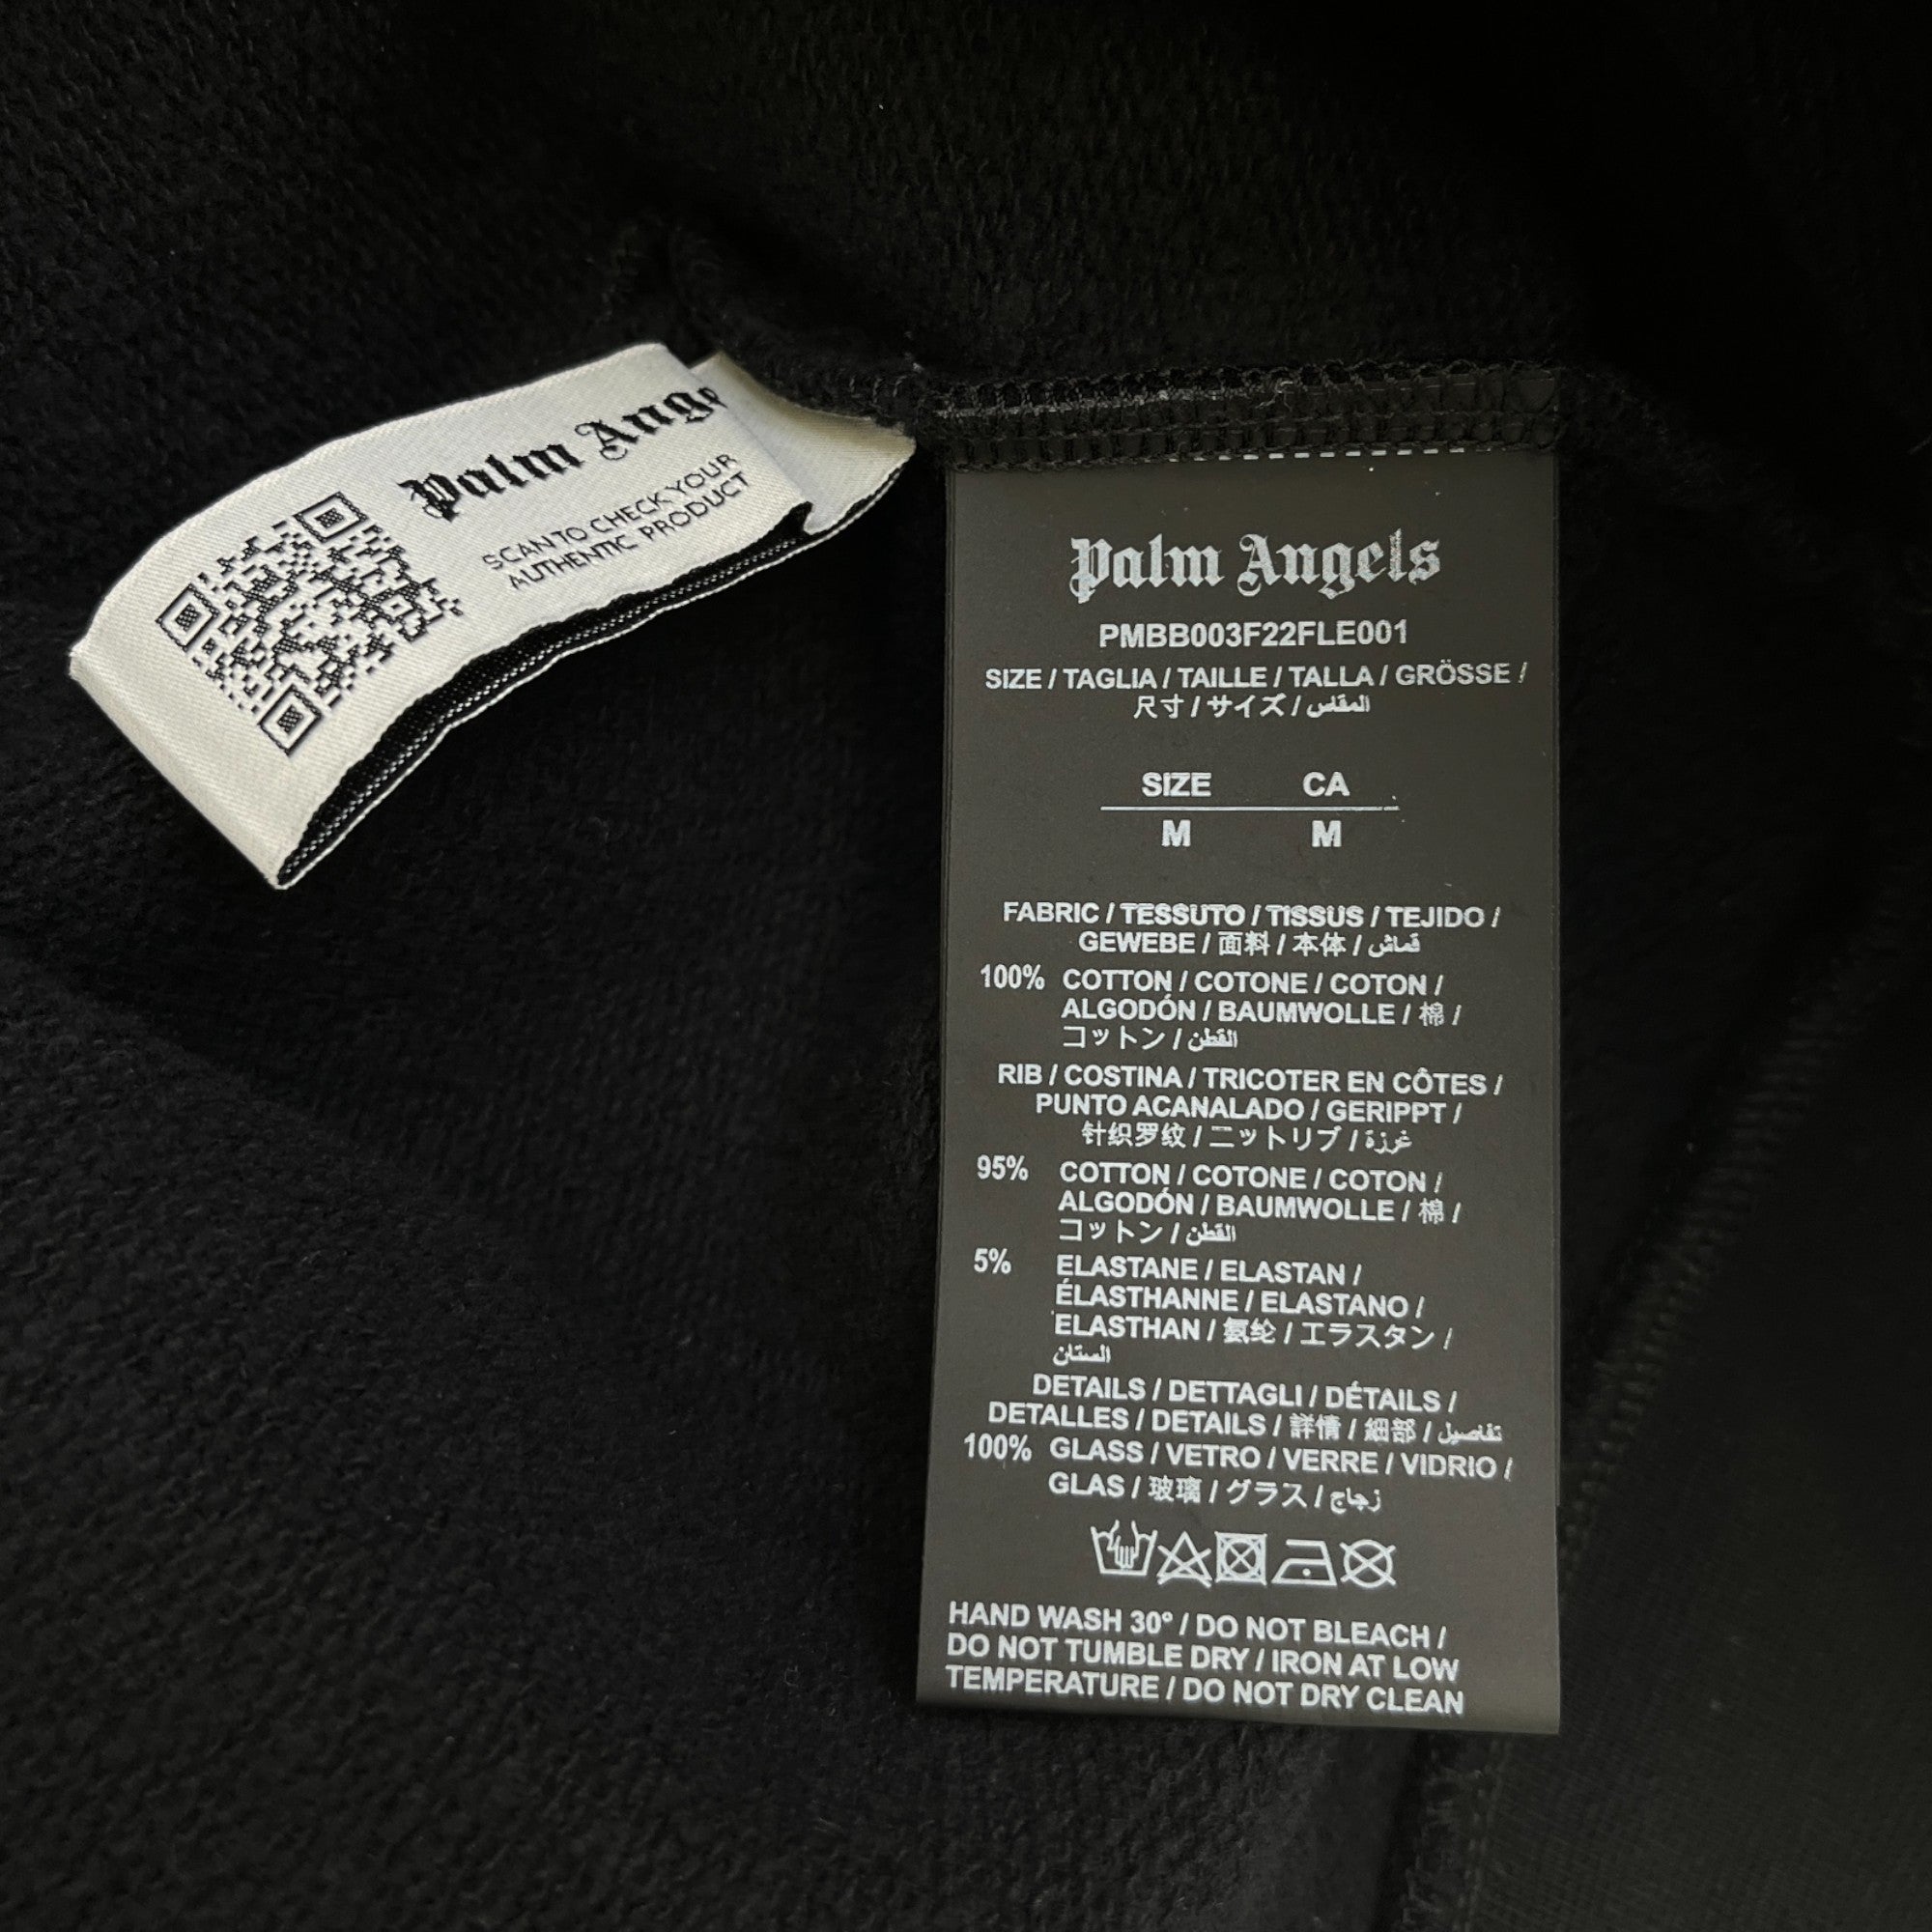 Palm Ange
SCAN TO CHECK YOUR
AUTHENTIC PRODUCT
Palm Angels
PMBB003F22FLE001
SIZE / TAGLIA / TAILLE / TALLA / GRÖSSE /
尺寸 / サイズ / المقاس
SIZE CA
M M
FABRIC / TESSUTO / TISSUS / TEJIDO /
GEWEBE / 面料 / 本体 / قماش
100% COTTON / COTONE / COTON /
ALGODÓN / BAUMWOLLE / 棉 /
コットン / القطن
RIB / COSTINA / TRICOTER EN CÔTES /
PUNTO ACANALADO / GERIPPT /
针织罗纹 / ニットリブ / غرزة
95% COTTON / COTONE / COTON /
ALGODÓN / BAUMWOLLE / 棉 /
コットン / القطن
5% ELASTANE / ELASTAN /
ÉLASTHANNE / ELASTANO /
ELASTHAN / 氨纶 / エラスタン /
الستان
DETAILS / DETTAGLI / DÉTAILS /
DETALLES / DETAILS / 詳情 / 細部 / تفاصيل
100% GLASS / VETRO / VERRE / VIDRIO /
GLAS / 玻璃 / グラス / زجاج
HAND WASH 30° / DO NOT BLEACH /
DO NOT TUMBLE DRY / IRON AT LOW
TEMPERATURE / DO NOT DRY CLEAN